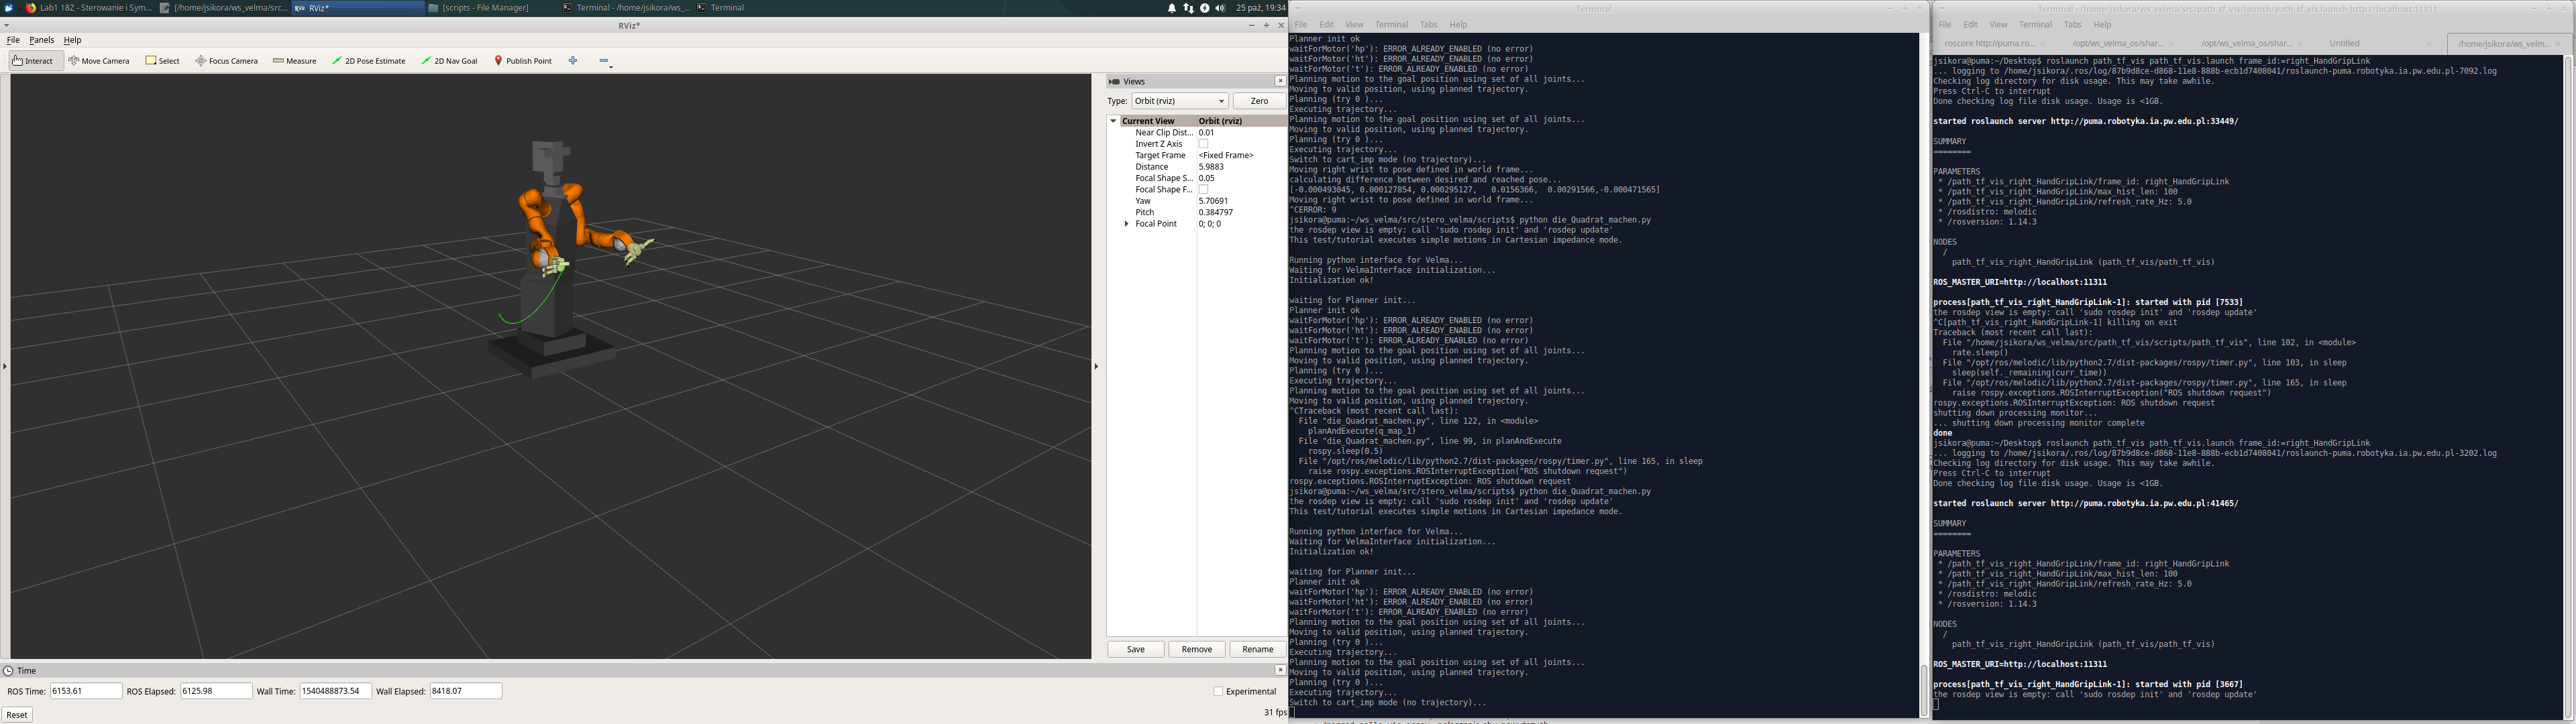 Lab1 18Z - Sterowanie i Sym...
[/home/jsikora/ws_velma/src...
RViz*
[scripts - File Manager]
Terminal - /home/jsikora/ws_...
Terminal
25 paź, 19:34
RViz*
File Panels Help
Interact Move Camera Select Focus Camera Measure 2D Pose Estimate 2D Nav Goal Publish Point
Views
Type: Orbit (rviz) Zero
Current View Orbit (rviz)
Near Clip Dist... 0.01
Invert Z Axis
Target Frame <Fixed Frame>
Distance 5.9883
Focal Shape S... 0.05
Focal Shape F...
Yaw 5.70691
Pitch 0.384797
Focal Point 0; 0; 0
Save Remove Rename
Time
ROS Time: 6153.61 ROS Elapsed: 6125.98 Wall Time: 1540488873.54 Wall Elapsed: 8418.07 Experimental
Reset 31 fps
Terminal
File Edit View Terminal Tabs Help
Planner init ok
waitForMotor('hp'): ERROR_ALREADY_ENABLED (no error)
waitForMotor('ht'): ERROR_ALREADY_ENABLED (no error)
waitForMotor('t'): ERROR_ALREADY_ENABLED (no error)
Planning motion to the goal position using set of all joints...
Moving to valid position, using planned trajectory.
Planning (try 0 )...
Executing trajectory...
Planning motion to the goal position using set of all joints...
Moving to valid position, using planned trajectory.
Planning (try 0 )...
Executing trajectory...
Switch to cart_imp mode (no trajectory)...
Moving right wrist to pose defined in world frame...
calculating difference between desired and reached pose...
[-0.000493045, 0.000127854, 0.000295127, 0.0156366, 0.00291566,-0.000471565]
Moving right wrist to pose defined in world frame...
^CERROR: 9
jsikora@puma:~/ws_velma/src/stero_velma/scripts$ python die_Quadrat_machen.py
the rosdep view is empty: call 'sudo rosdep init' and 'rosdep update'
This test/tutorial executes simple motions in Cartesian impedance mode.
Running python interface for Velma...
Waiting for VelmaInterface initialization...
Initialization ok!
waiting for Planner init...
Planner init ok
waitForMotor('hp'): ERROR_ALREADY_ENABLED (no error)
waitForMotor('ht'): ERROR_ALREADY_ENABLED (no error)
waitForMotor('t'): ERROR_ALREADY_ENABLED (no error)
Planning motion to the goal position using set of all joints...
Moving to valid position, using planned trajectory.
Planning (try 0 )...
Executing trajectory...
Planning motion to the goal position using set of all joints...
Moving to valid position, using planned trajectory.
^CTraceback (most recent call last):
File "die_Quadrat_machen.py", line 122, in <module>
planAndExecute(q_map_1)
File "die_Quadrat_machen.py", line 99, in planAndExecute
rospy.sleep(0.5)
File "/opt/ros/melodic/lib/python2.7/dist-packages/rospy/timer.py", line 165, in sleep
raise rospy.exceptions.ROSInterruptException("ROS shutdown request")
rospy.exceptions.ROSInterruptException: ROS shutdown request
jsikora@puma:~/ws_velma/src/stero_velma/scripts$ python die_Quadrat_machen.py
the rosdep view is empty: call 'sudo rosdep init' and 'rosdep update'
This test/tutorial executes simple motions in Cartesian impedance mode.
Running python interface for Velma...
Waiting for VelmaInterface initialization...
Initialization ok!
waiting for Planner init...
Planner init ok
waitForMotor('hp'): ERROR_ALREADY_ENABLED (no error)
waitForMotor('ht'): ERROR_ALREADY_ENABLED (no error)
waitForMotor('t'): ERROR_ALREADY_ENABLED (no error)
Planning motion to the goal position using set of all joints...
Moving to valid position, using planned trajectory.
Planning (try 0 )...
Executing trajectory...
Planning motion to the goal position using set of all joints...
Moving to valid position, using planned trajectory.
Planning (try 0 )...
Executing trajectory...
Switch to cart_imp mode (no trajectory)...
Terminal - /home/jsikora/ws_velma/src/path_tf_vis/launch/path_tf_vis.launch http://localhost:11311
File Edit View Terminal Tabs Help
roscore http://puma.ro... /opt/ws_velma_os/shar... /opt/ws_velma_os/shar... Untitled /home/jsikora/ws_velm...
jsikora@puma:~/Desktop$ roslaunch path_tf_vis path_tf_vis.launch frame_id:=right_HandGripLink
... logging to /home/jsikora/.ros/log/87b9d8ce-d868-11e8-888b-ecb1d7408041/roslaunch-puma.robotyka.ia.pw.edu.pl-7092.log
Checking log directory for disk usage. This may take awhile.
Press Ctrl-C to interrupt
Done checking log file disk usage. Usage is <1GB.
started roslaunch server http://puma.robotyka.ia.pw.edu.pl:33449/
SUMMARY
========
PARAMETERS
* /path_tf_vis_right_HandGripLink/frame_id: right_HandGripLink
* /path_tf_vis_right_HandGripLink/max_hist_len: 100
* /path_tf_vis_right_HandGripLink/refresh_rate_Hz: 5.0
* /rosdistro: melodic
* /rosversion: 1.14.3
NODES
/
path_tf_vis_right_HandGripLink (path_tf_vis/path_tf_vis)
ROS_MASTER_URI=http://localhost:11311
process[path_tf_vis_right_HandGripLink-1]: started with pid [7533]
the rosdep view is empty: call 'sudo rosdep init' and 'rosdep update'
^C[path_tf_vis_right_HandGripLink-1] killing on exit
Traceback (most recent call last):
File "/home/jsikora/ws_velma/src/path_tf_vis/scripts/path_tf_vis", line 102, in <module>
rate.sleep()
File "/opt/ros/melodic/lib/python2.7/dist-packages/rospy/timer.py", line 103, in sleep
sleep(self._remaining(curr_time))
File "/opt/ros/melodic/lib/python2.7/dist-packages/rospy/timer.py", line 165, in sleep
raise rospy.exceptions.ROSInterruptException("ROS shutdown request")
rospy.exceptions.ROSInterruptException: ROS shutdown request
shutting down processing monitor...
... shutting down processing monitor complete
done
jsikora@puma:~/Desktop$ roslaunch path_tf_vis path_tf_vis.launch frame_id:=right_HandGripLink
... logging to /home/jsikora/.ros/log/87b9d8ce-d868-11e8-888b-ecb1d7408041/roslaunch-puma.robotyka.ia.pw.edu.pl-3202.log
Checking log directory for disk usage. This may take awhile.
Press Ctrl-C to interrupt
Done checking log file disk usage. Usage is <1GB.
started roslaunch server http://puma.robotyka.ia.pw.edu.pl:41465/
SUMMARY
========
PARAMETERS
* /path_tf_vis_right_HandGripLink/frame_id: right_HandGripLink
* /path_tf_vis_right_HandGripLink/max_hist_len: 100
* /path_tf_vis_right_HandGripLink/refresh_rate_Hz: 5.0
* /rosdistro: melodic
* /rosversion: 1.14.3
NODES
/
path_tf_vis_right_HandGripLink (path_tf_vis/path_tf_vis)
ROS_MASTER_URI=http://localhost:11311
process[path_tf_vis_right_HandGripLink-1]: started with pid [3667]
the rosdep view is empty: call 'sudo rosdep init' and 'rosdep update'